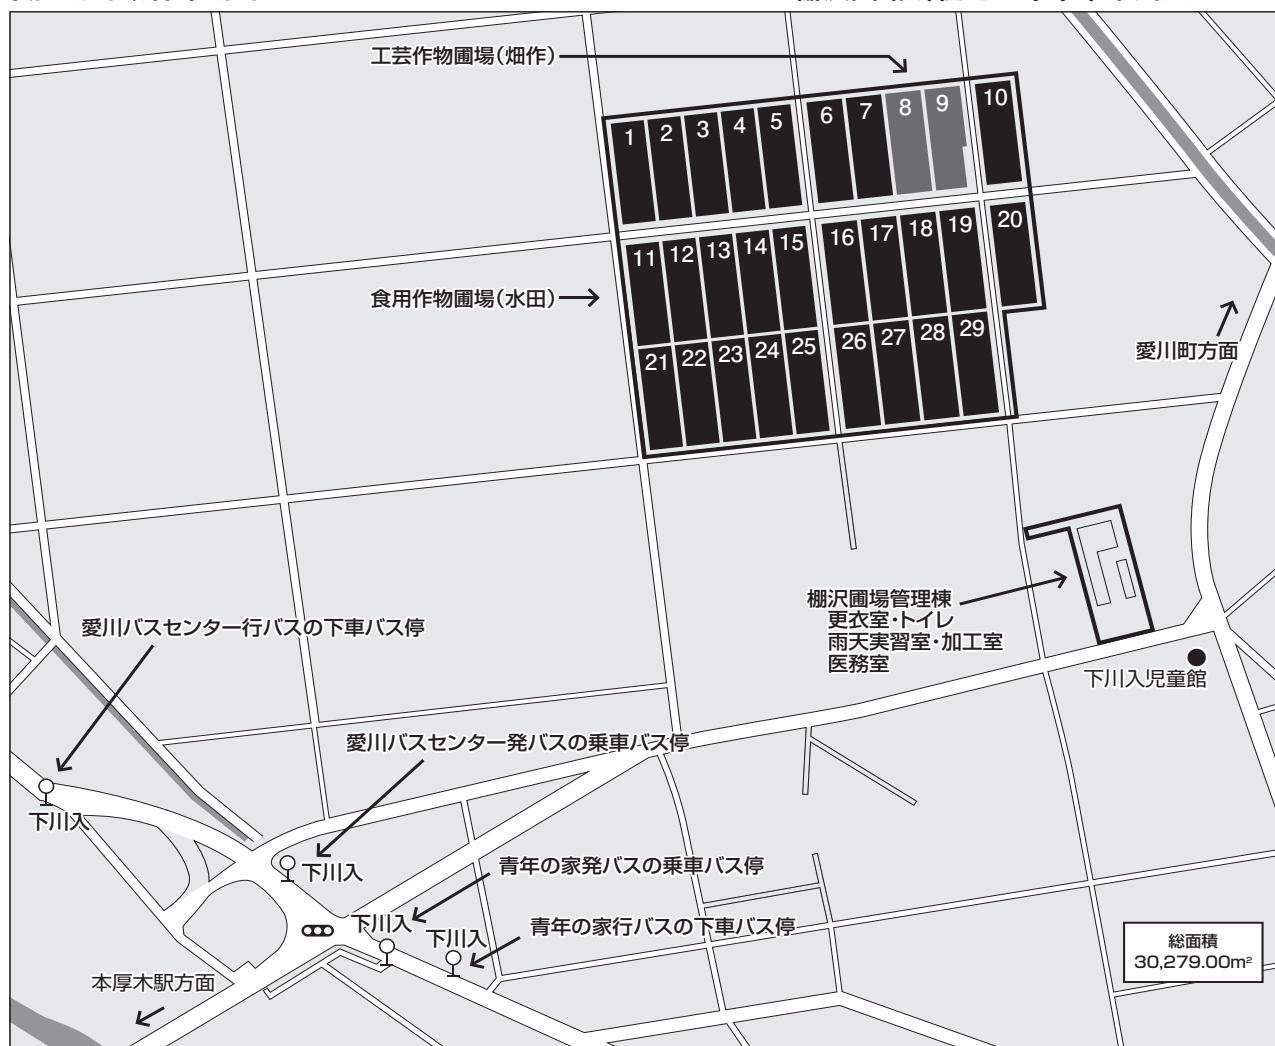 工芸作物圃場(畑作)
1 2 3 4 5 6 7 8 9 10
11 12 13 14 15 16 17 18 19 20
食用作物圃場(水田)
21 22 23 24 25 26 27 28 29
愛川町方面
棚沢圃場管理棟
更衣室・トイレ
雨天実習室・加工室
医務室
下川入児童館
愛川バスセンター行バスの下車バス停
愛川バスセンター発バスの乗車バス停
下川入
下川入
青年の家発バスの乗車バス停
下川入
青年の家行バスの下車バス停
下川入
本厚木駅方面
総面積
30,279.00m²